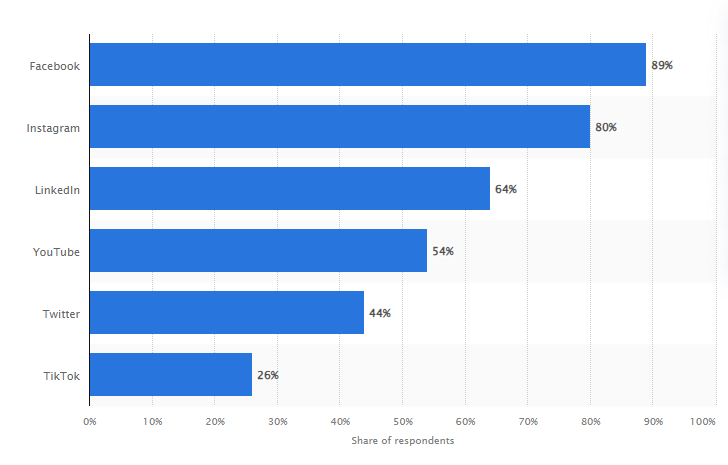 Facebook 89%
Instagram 80%
LinkedIn 64%
YouTube 54%
Twitter 44%
TikTok 26%
0% 10% 20% 30% 40% 50% 60% 70% 80% 90% 100%
Share of respondents